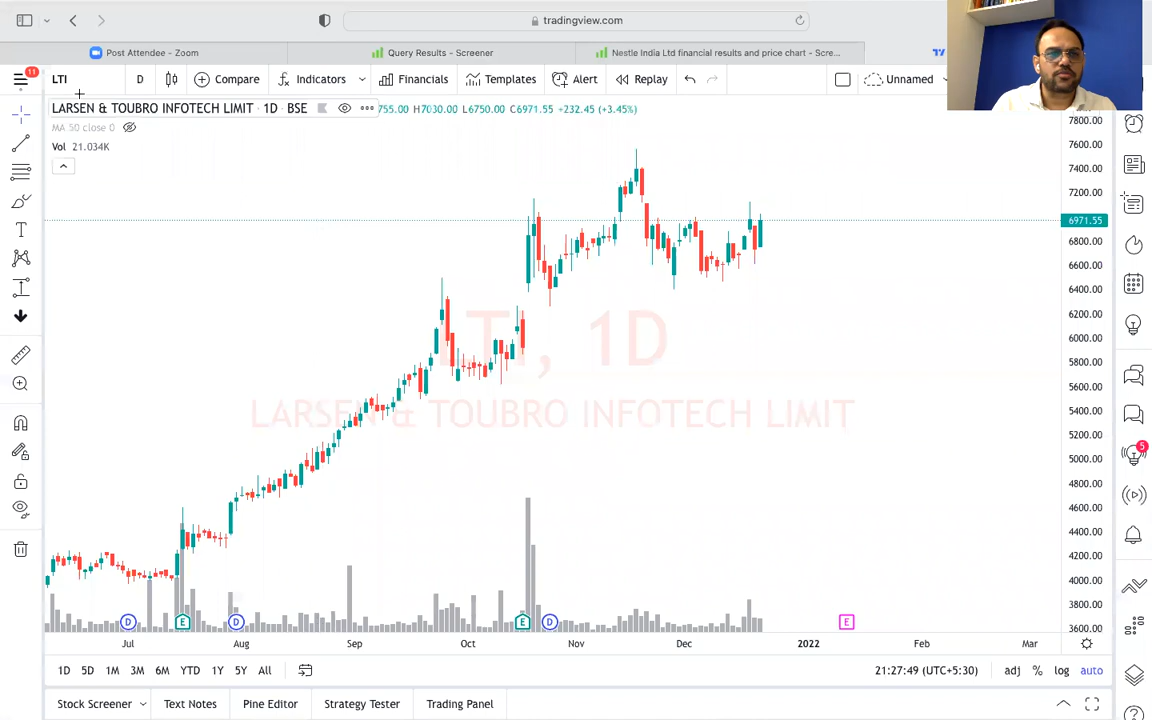 tradingview.com
Post Attendee - Zoom
Query Results - Screener
Nestle India Ltd financial results and price chart - Scre...
11
LTI
D
Compare
Indicators
Financials
Templates
Alert
Replay
Unnamed
LARSEN & TOUBRO INFOTECH LIMIT · 1D · BSE
755.00 H7030.00 L6750.00 C6971.55 +232.45 (+3.45%)
MA 50 close 0
Vol 21.034K
7800.00
7600.00
7400.00
7200.00
6971.55
6800.00
6600.00
6400.00
6200.00
6000.00
5800.00
5600.00
5400.00
5200.00
5000.00
4800.00
4600.00
4400.00
4200.00
4000.00
3800.00
3600.00
LTI, 1D
LARSEN & TOUBRO INFOTECH LIMIT
5
D E D E D E
Jul Aug Sep Oct Nov Dec 2022 Feb Mar
1D 5D 1M 3M 6M YTD 1Y 5Y All
21:27:49 (UTC+5:30) adj % log auto
Stock Screener Text Notes Pine Editor Strategy Tester Trading Panel